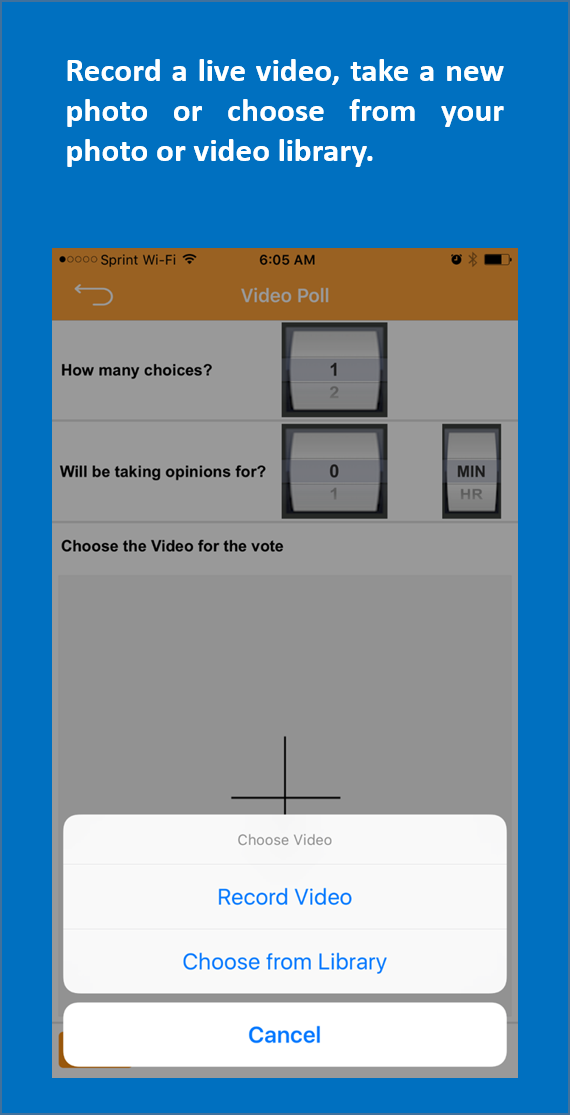 Record a live video, take a new
photo or choose from your
photo or video library.
Sprint Wi-Fi 6:05 AM
Video Poll
How many choices? 1
2
Will be taking opinions for? 0 MIN
1 HR
Choose the Video for the vote
Choose Video
Record Video
Choose from Library
Cancel